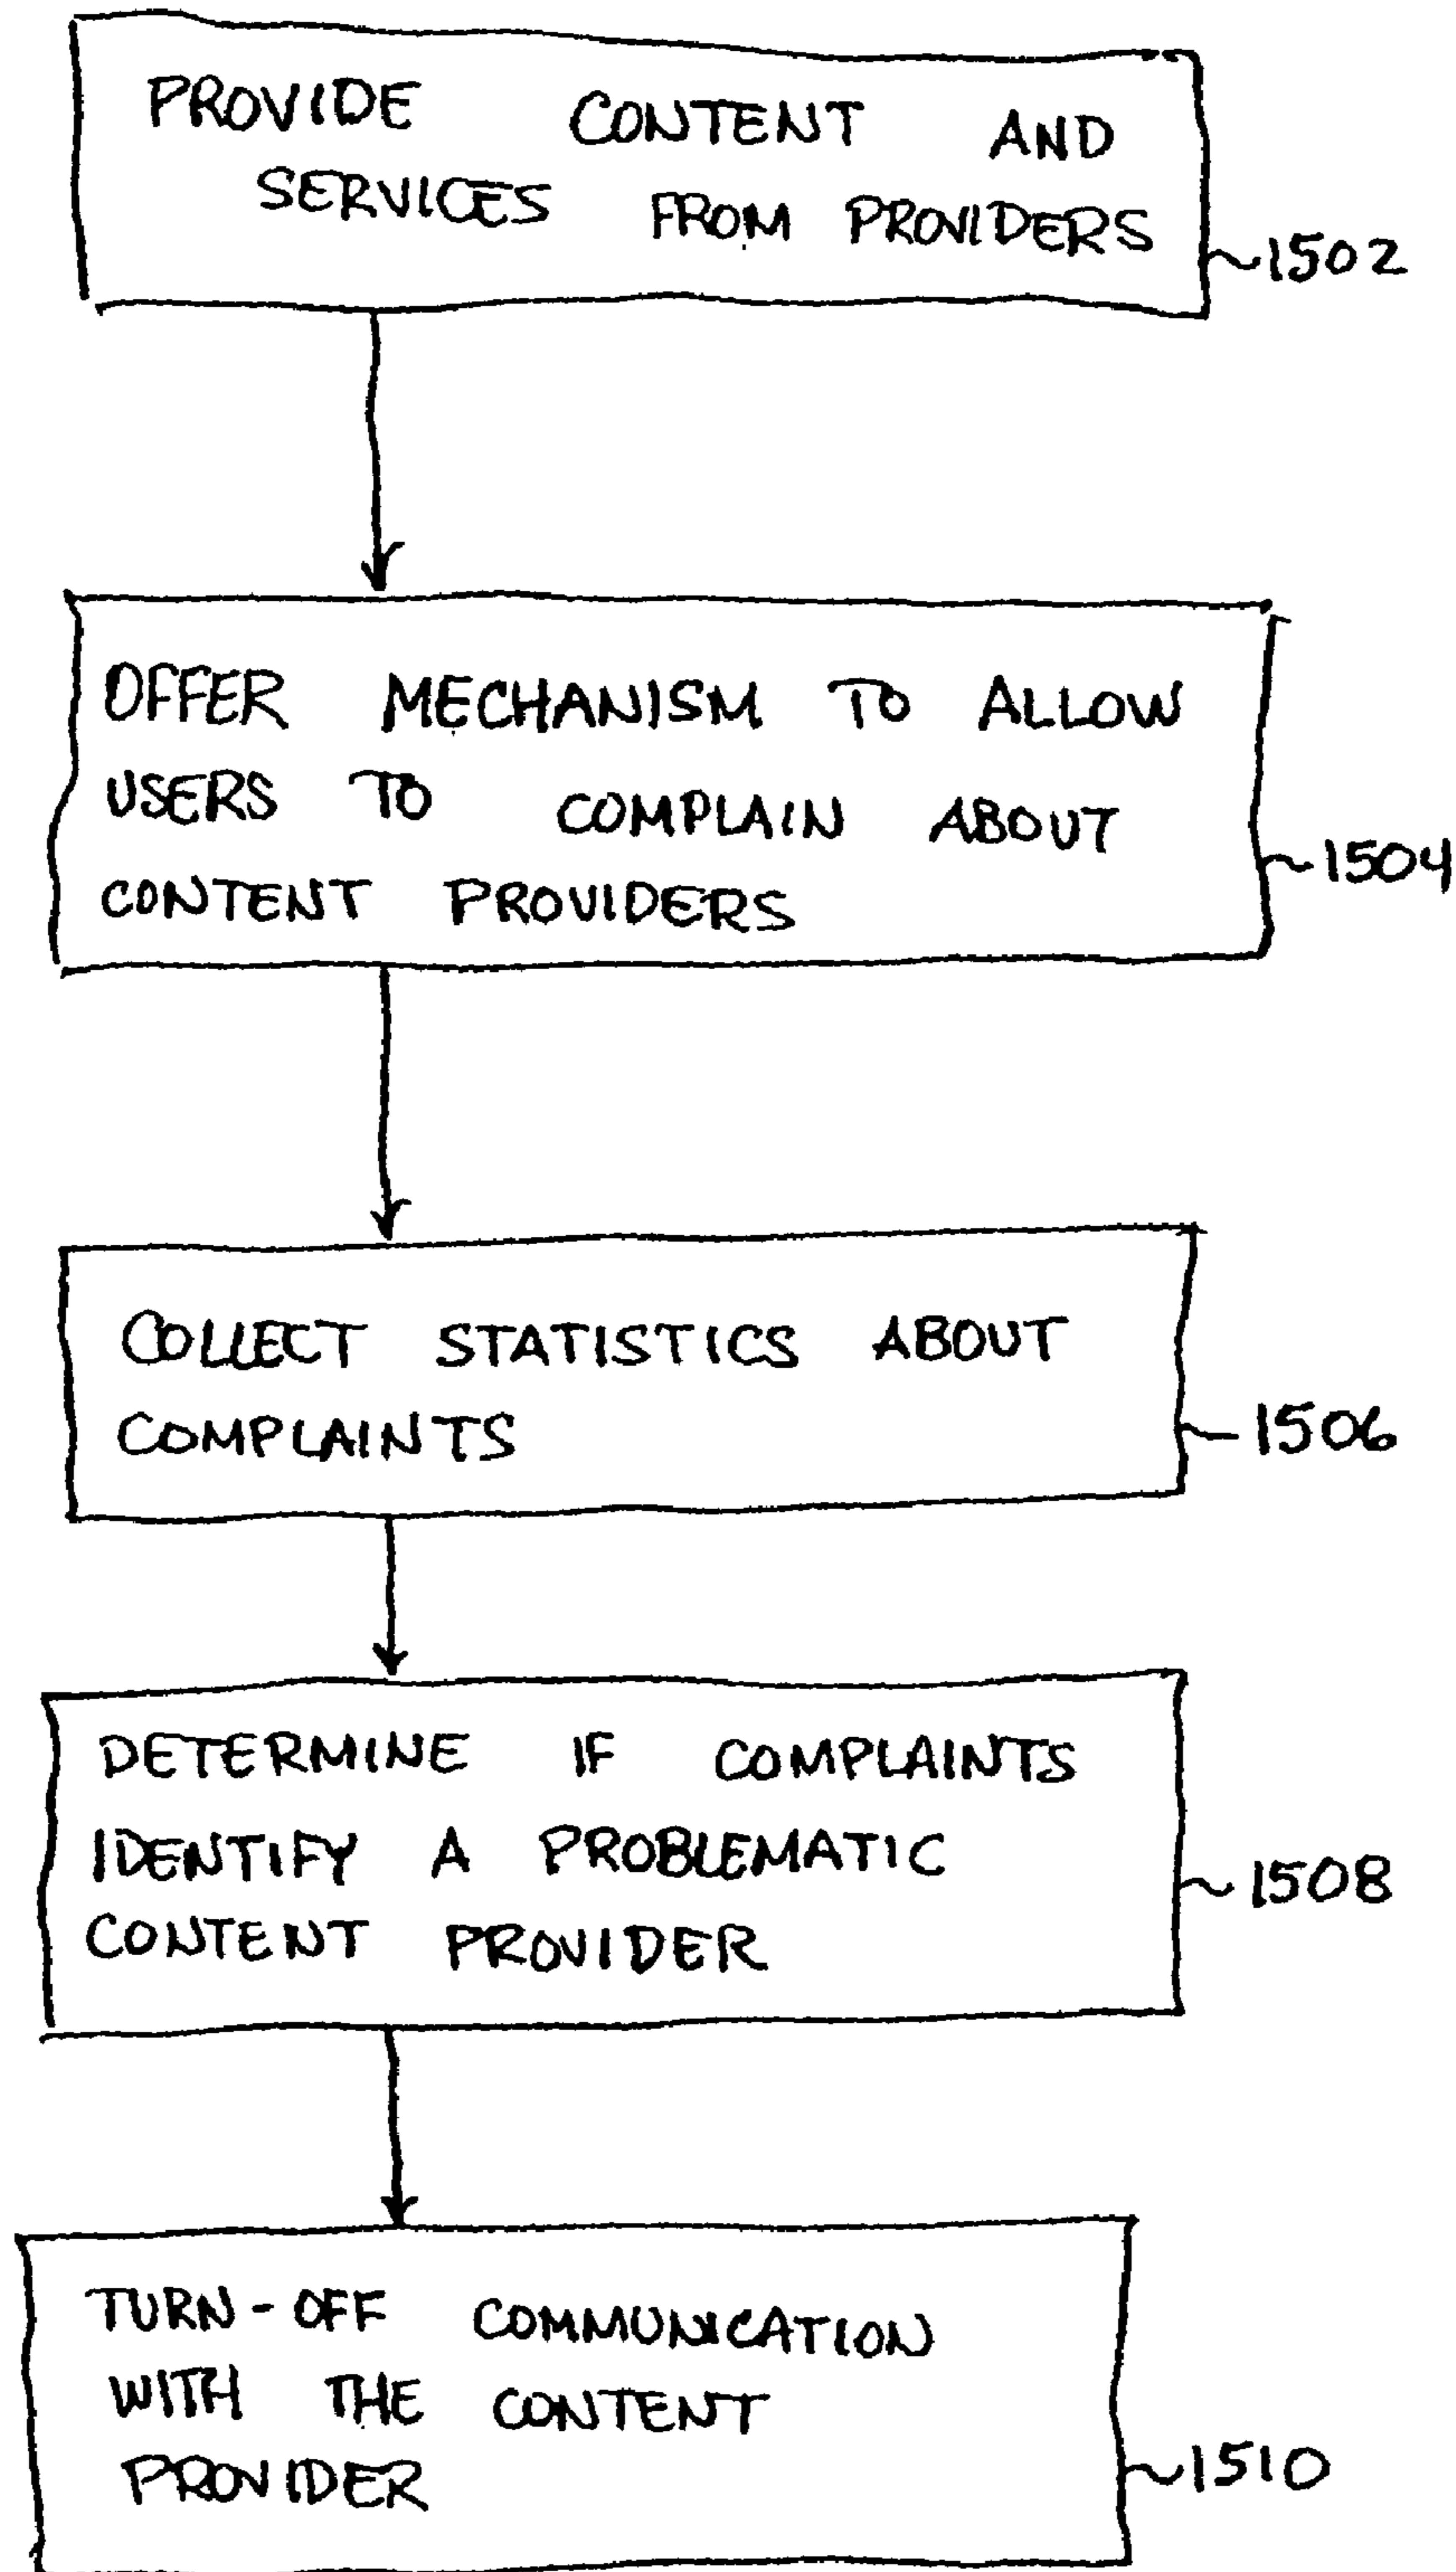 PROVIDE CONTENT AND
SERVICES FROM PROVIDERS
1502
OFFER MECHANISM TO ALLOW
USERS TO COMPLAIN ABOUT
CONTENT PROVIDERS
1504
COLLECT STATISTICS ABOUT
COMPLAINTS
1506
DETERMINE IF COMPLAINTS
IDENTIFY A PROBLEMATIC
CONTENT PROVIDER
1508
TURN-OFF COMMUNICATION
WITH THE CONTENT
PROVIDER
1510